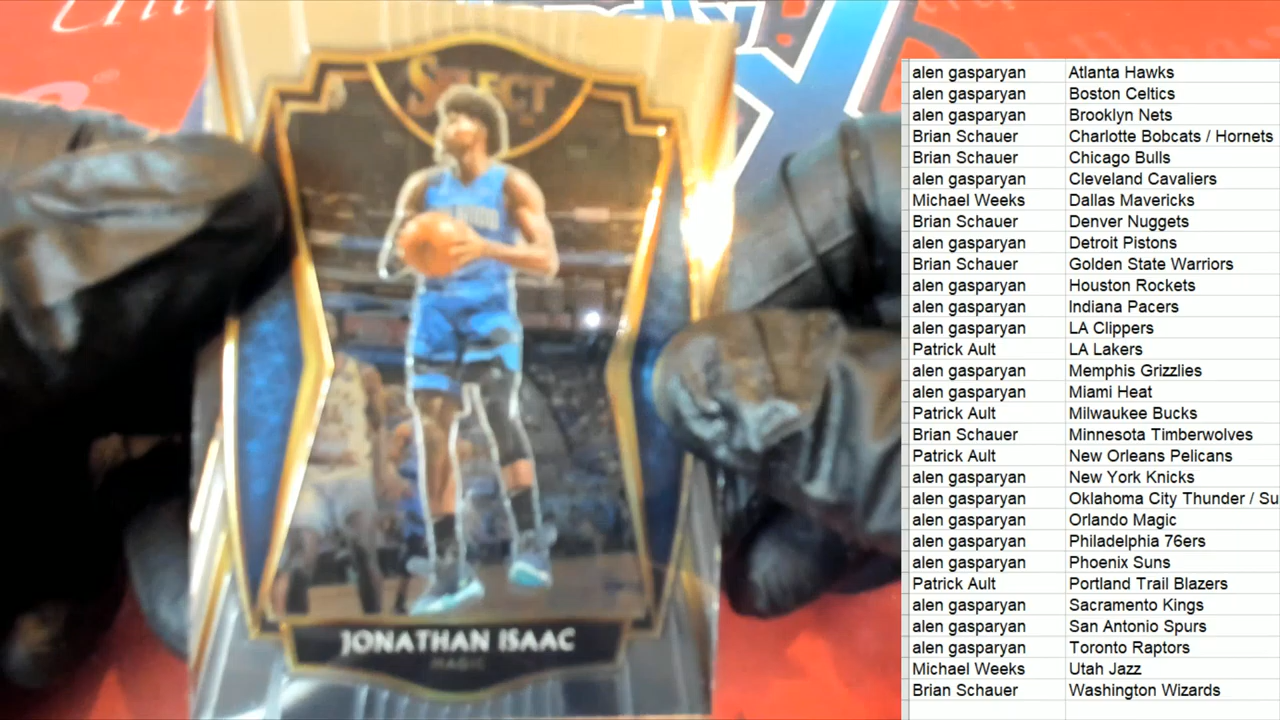 SELECT
JONATHAN ISAAC
MAGIC
alen gasparyan Atlanta Hawks
alen gasparyan Boston Celtics
alen gasparyan Brooklyn Nets
Brian Schauer Charlotte Bobcats / Hornets
Brian Schauer Chicago Bulls
alen gasparyan Cleveland Cavaliers
Michael Weeks Dallas Mavericks
Brian Schauer Denver Nuggets
alen gasparyan Detroit Pistons
Brian Schauer Golden State Warriors
alen gasparyan Houston Rockets
alen gasparyan Indiana Pacers
alen gasparyan LA Clippers
Patrick Ault LA Lakers
alen gasparyan Memphis Grizzlies
alen gasparyan Miami Heat
Patrick Ault Milwaukee Bucks
Brian Schauer Minnesota Timberwolves
Patrick Ault New Orleans Pelicans
alen gasparyan New York Knicks
alen gasparyan Oklahoma City Thunder / Su
alen gasparyan Orlando Magic
alen gasparyan Philadelphia 76ers
alen gasparyan Phoenix Suns
Patrick Ault Portland Trail Blazers
alen gasparyan Sacramento Kings
alen gasparyan San Antonio Spurs
alen gasparyan Toronto Raptors
Michael Weeks Utah Jazz
Brian Schauer Washington Wizards